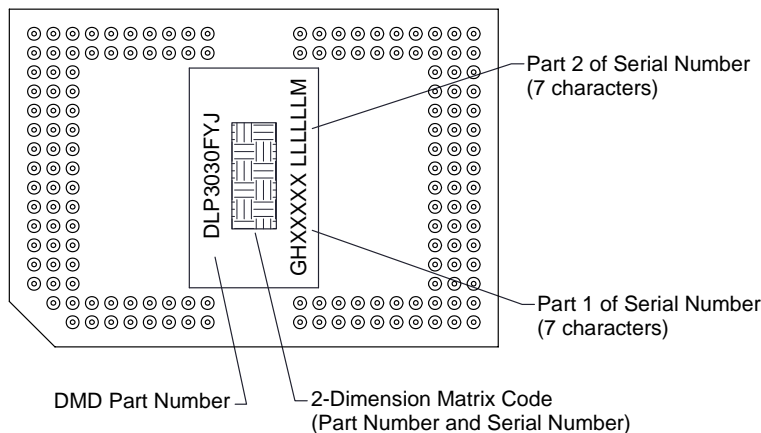 Part 2 of Serial Number
(7 characters)
DLP3030FYJ
GHXXXXX LLLLLLM
Part 1 of Serial Number
(7 characters)
DMD Part Number
2-Dimension Matrix Code
(Part Number and Serial Number)